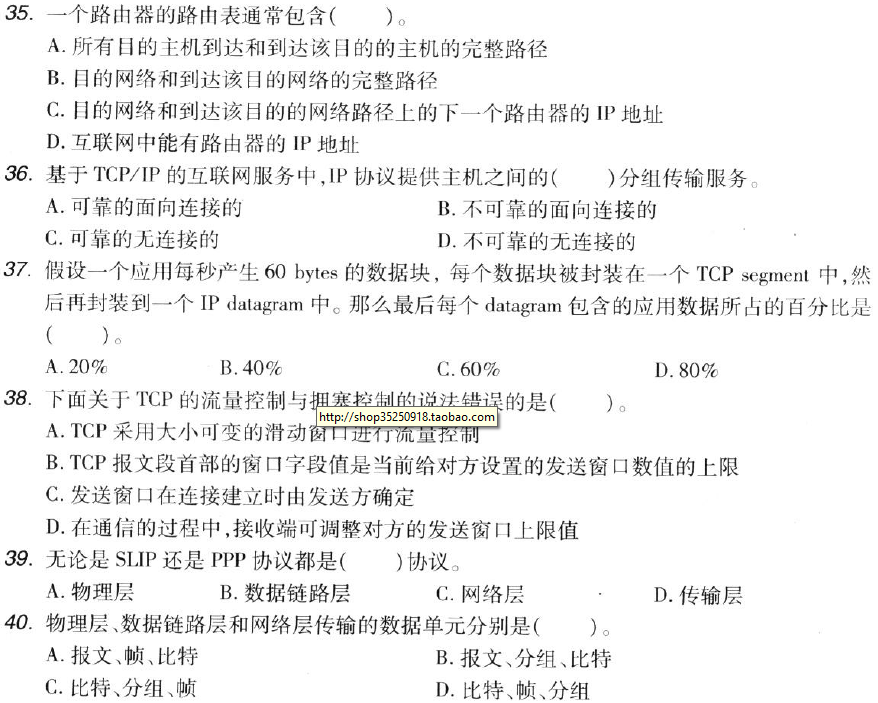 35. 一个路由器的路由表通常包含(  )。
A. 所有目的主机到达和到达该目的的主机的完整路径
B. 目的网络和到达该目的网络的完整路径
C. 目的网络和到达该目的的网络路径上的下一个路由器的 IP 地址
D. 互联网中能有路由器的 IP 地址
36. 基于 TCP/IP 的互联网服务中,IP 协议提供主机之间的(  )分组传输服务。
A. 可靠的面向连接的 B. 不可靠的面向连接的
C. 可靠的无连接的 D. 不可靠的无连接的
37. 假设一个应用每秒产生 60 bytes 的数据块, 每个数据块被封装在一个 TCP segment 中,然
后再封装到一个 IP datagram 中。那么最后每个 datagram 包含的应用数据所占的百分比是
(  )。
A. 20% B. 40% C. 60% D. 80%
38. 下面关于 TCP 的流量控制与拥塞控制的说法错误的是(  )。
http://shop35250918.taobao.com
A. TCP 采用大小可变的滑动窗口进行流量控制
B. TCP 报文段首部的窗口字段值是当前给对方设置的发送窗口数值的上限
C. 发送窗口在连接建立时由发送方确定
D. 在通信的过程中,接收端可调整对方的发送窗口上限值
39. 无论是 SLIP 还是 PPP 协议都是(  )协议。
A. 物理层 B. 数据链路层 C. 网络层 D. 传输层
40. 物理层、数据链路层和网络层传输的数据单元分别是(  )。
A. 报文、帧、比特 B. 报文、分组、比特
C. 比特、分组、帧 D. 比特、帧、分组